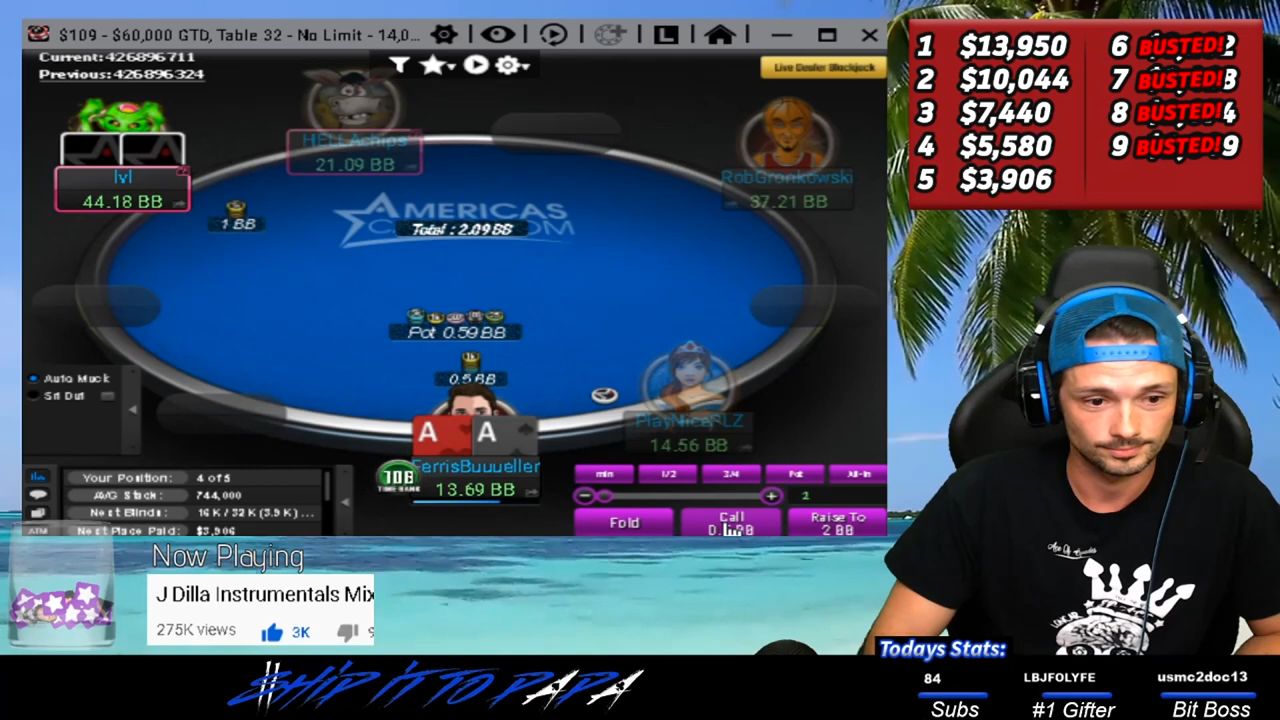 $109 - $60,000 GTD, Table 32 - No Limit - 14,0...
Current: 426896711
Previous: 426896324
Live Dealer Blackjack
HELLAchips
21.09 BB
lvl
44.18 BB
RobGronkowski
37.21 BB
1 BB
AMERICAS
Total : 2.09 BB
Pot 0.59 BB
0.5 BB
Auto Muck
Sit Out
A A
PlayNicePLZ
14.56 BB
106
TIME BANK
FerrisBuuueller
13.69 BB
Your Position: 4 of 5
AVG Stack: 744,000
Next Blinds: 16 K / 32 K (3.9 K) ...
Next Place Paid: $3,906
min 1/2 3/4 Pot All-In
2
Fold
Call
Raise To
2 BB
1 $13,950
2 $10,044
3 $7,440
4 $5,580
5 $3,906
6 BUSTED! 2
7 BUSTED! 3
8 BUSTED! 4
9 BUSTED! 9
Now Playing
J Dilla Instrumentals Mix
275K views 3K
SHIP IT TO PAPA
Todays Stats:
84 LBJFOLYFE usmc2doc13
Subs #1 Gifter Bit Boss